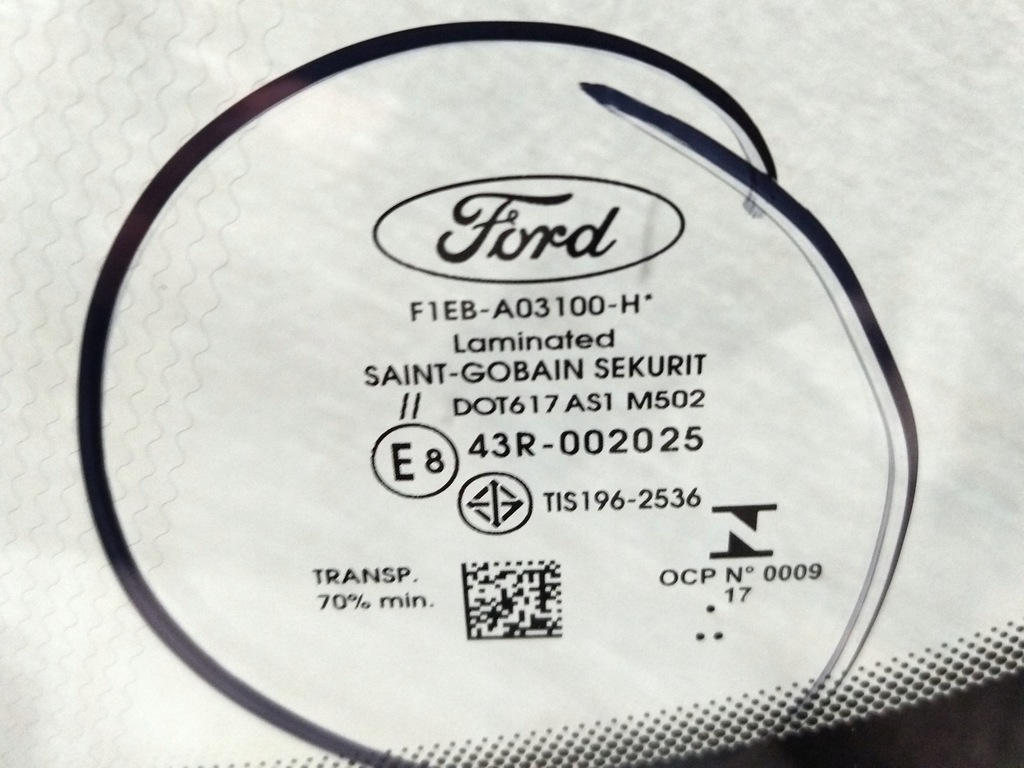 Ford
F1EB-A03100-H*
Laminated
SAINT-GOBAIN SEKURIT
// DOT617 AS1 M502
E8 43R-002025
TIS196-2536
TRANSP.
70% min.
OCP N° 0009
17